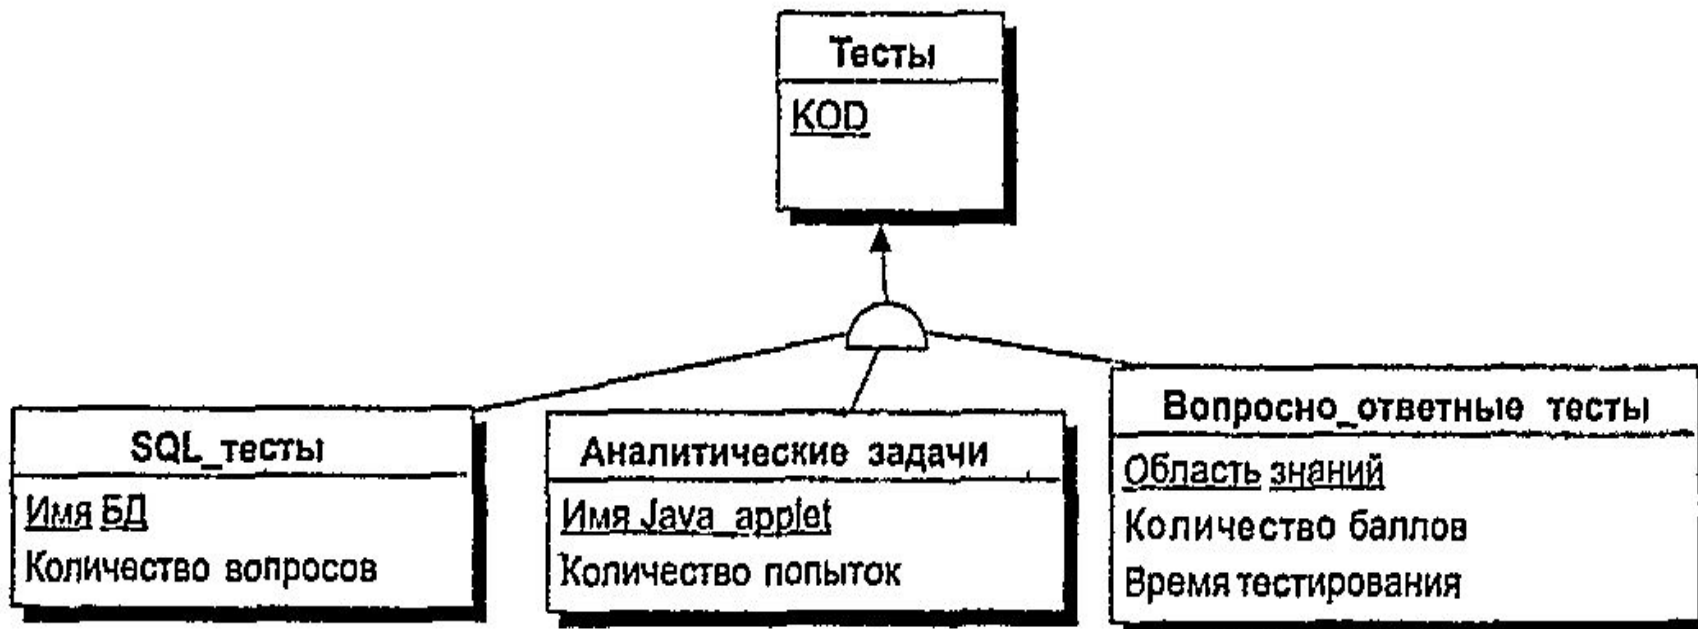 Тесты
KOD
SQL_тесты
Имя БД
Количество вопросов
Аналитические задачи
Имя Java_applet
Количество попыток
Вопросно_ответные тесты
Область знаний
Количество баллов
Время тестирования